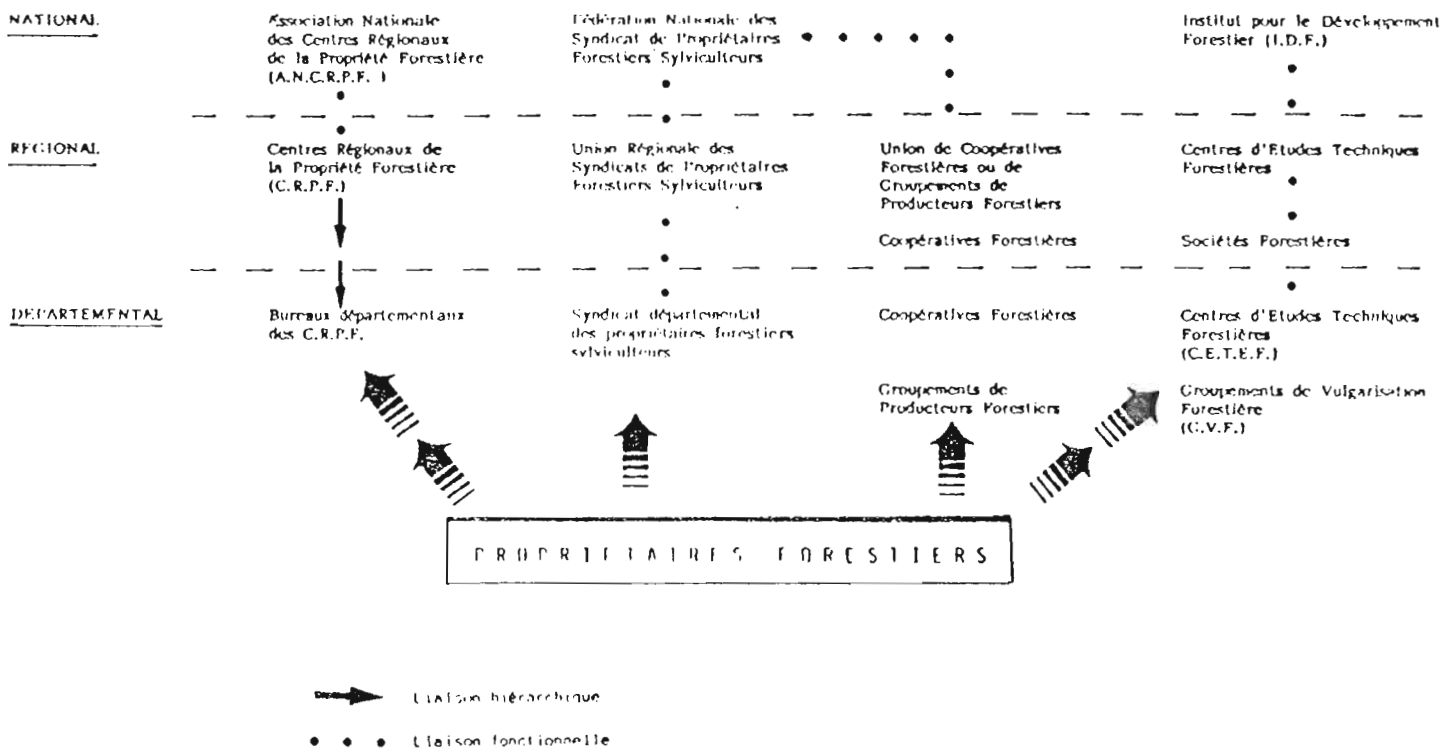 NATIONAL
Association Nationale
des Centres Régionaux
de la Propriété Forestière
(A.N.C.R.P.F. )
Fédération Nationale des
Syndicat de Propriétaires
Forestiers Sylviculteurs
Institut pour le Développement
Forestier (I.D.F.)
REGIONAL
Centres Régionaux de
la Propriété Forestière
(C.R.P.F.)
Union Régionale des
Syndicats de Propriétaires
Forestiers Sylviculteurs
Union de Coopératives
Forestières ou de
Groupements de
Producteurs Forestiers
Coopératives Forestières
Centres d'Etudes Techniques
Forestières
Sociétés Forestières
DEPARTEMENTAL
Bureaux départementaux
des C.R.P.F.
Syndicat départemental
des propriétaires forestiers
sylviculteurs
Coopératives Forestières
Groupements de
Producteurs Forestiers
Centres d'Etudes Techniques
Forestières
(C.E.T.E.F.)
Groupements de Vulgarisation
Forestière
(G.V.F.)
PROPRIETAIRES FORESTIERS
Liaison hiérarchique
Liaison fonctionnelle